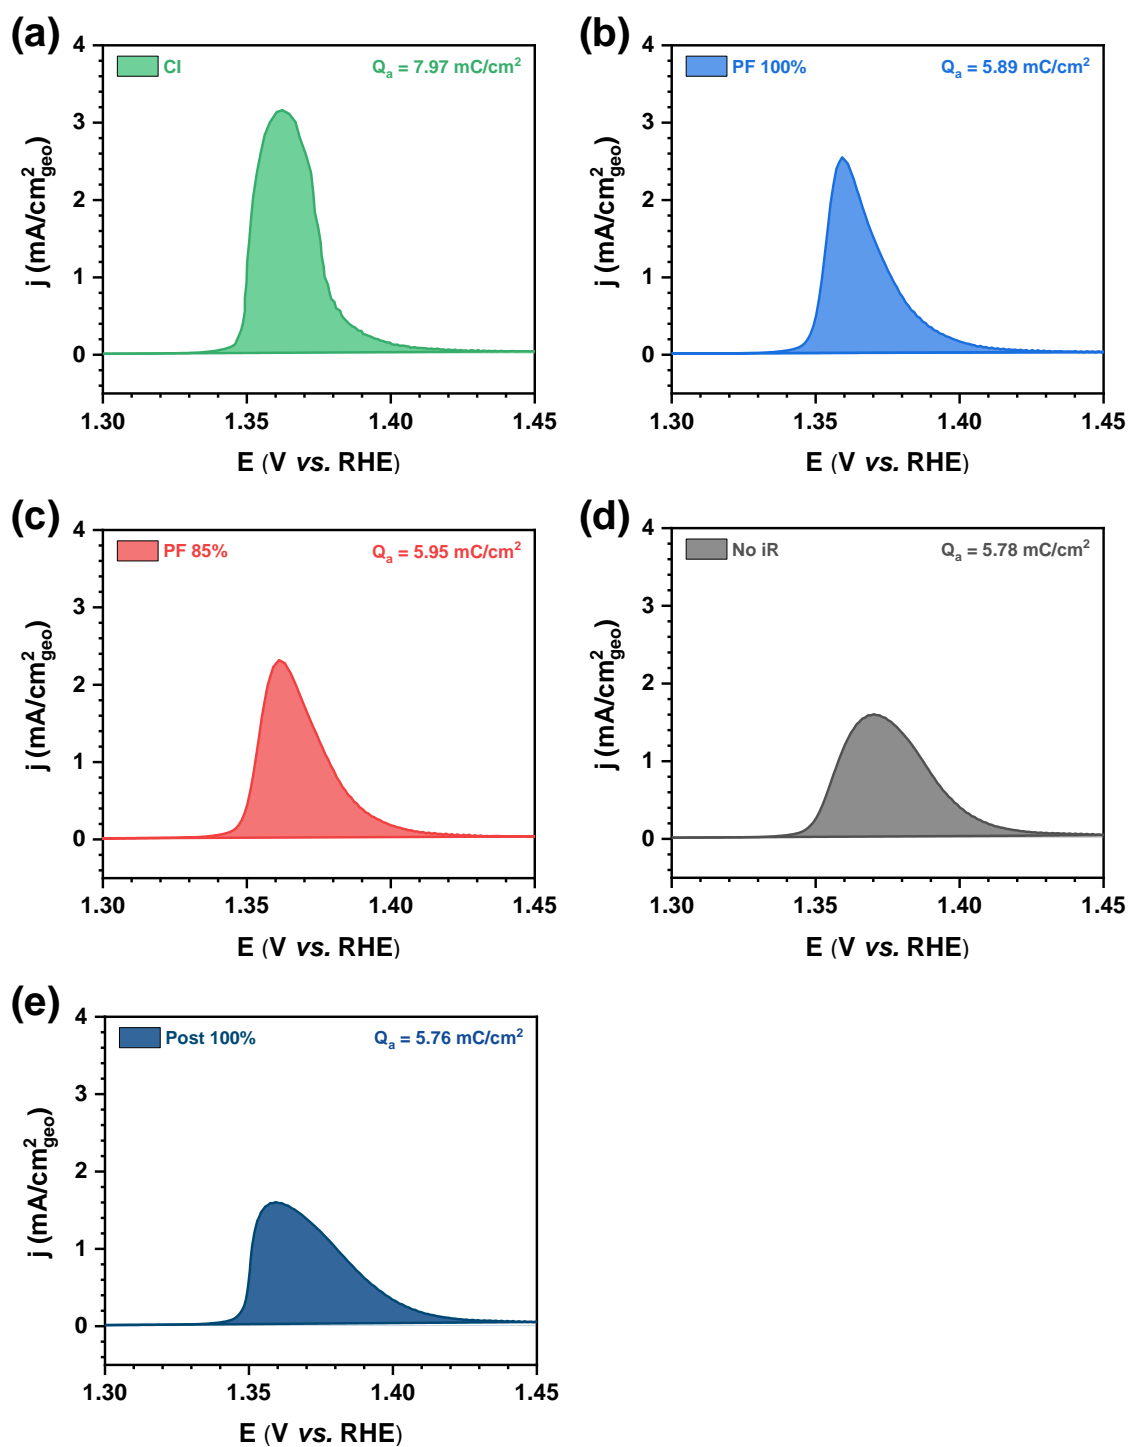 (a)
CI
Qa = 7.97 mC/cm2
4
3
2
1
0
j (mA/cm2geo)
1.30 1.35 1.40 1.45
E (V vs. RHE)
(b)
PF 100%
Qa = 5.89 mC/cm2
4
3
2
1
0
j (mA/cm2geo)
1.30 1.35 1.40 1.45
E (V vs. RHE)
(c)
PF 85%
Qa = 5.95 mC/cm2
4
3
2
1
0
j (mA/cm2geo)
1.30 1.35 1.40 1.45
E (V vs. RHE)
(d)
No iR
Qa = 5.78 mC/cm2
4
3
2
1
0
j (mA/cm2geo)
1.30 1.35 1.40 1.45
E (V vs. RHE)
(e)
Post 100%
Qa = 5.76 mC/cm2
4
3
2
1
0
j (mA/cm2geo)
1.30 1.35 1.40 1.45
E (V vs. RHE)